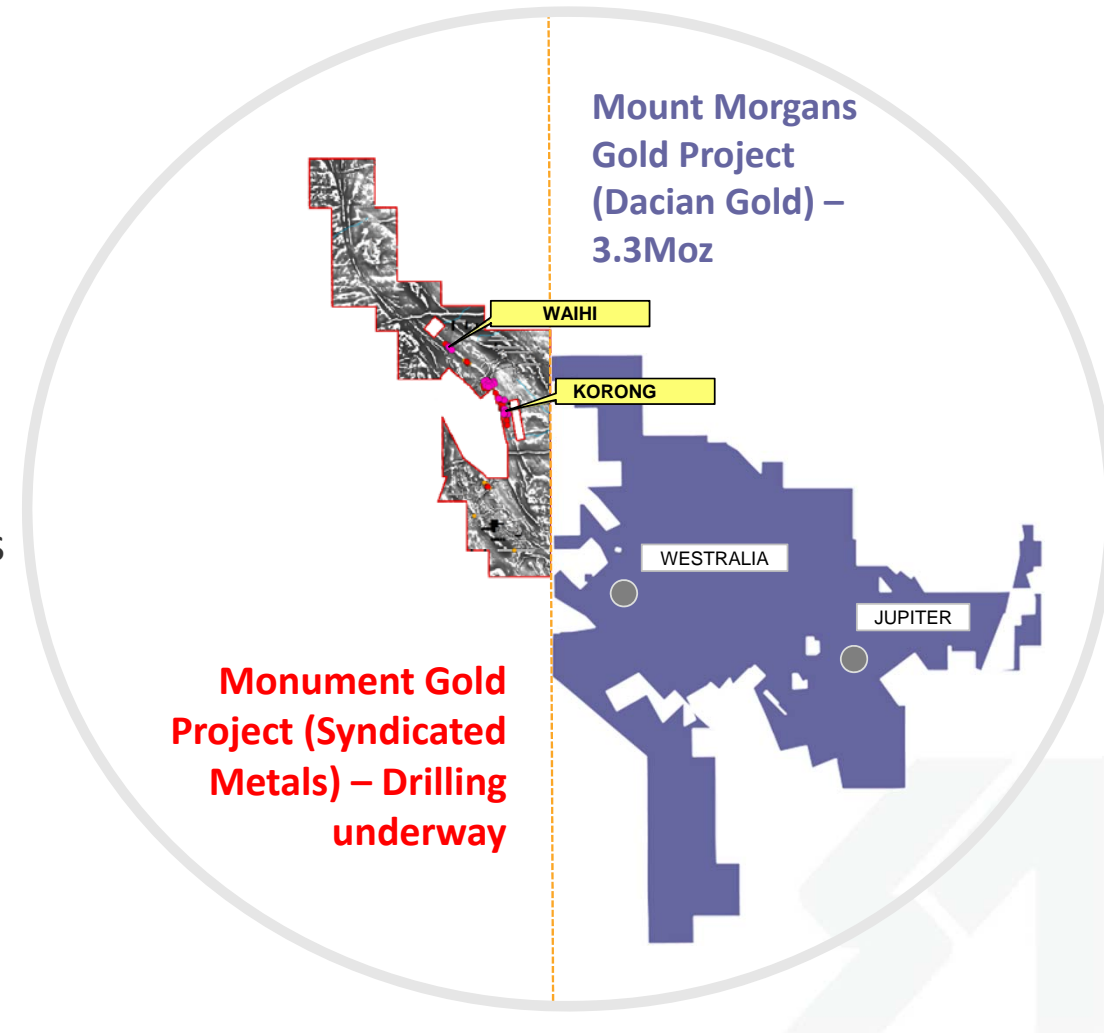 Mount Morgans
Gold Project
(Dacian Gold) –
3.3Moz
WAIHI
KORONG
WESTRALIA
JUPITER
s
Monument Gold
Project (Syndicated
Metals) – Drilling
underway